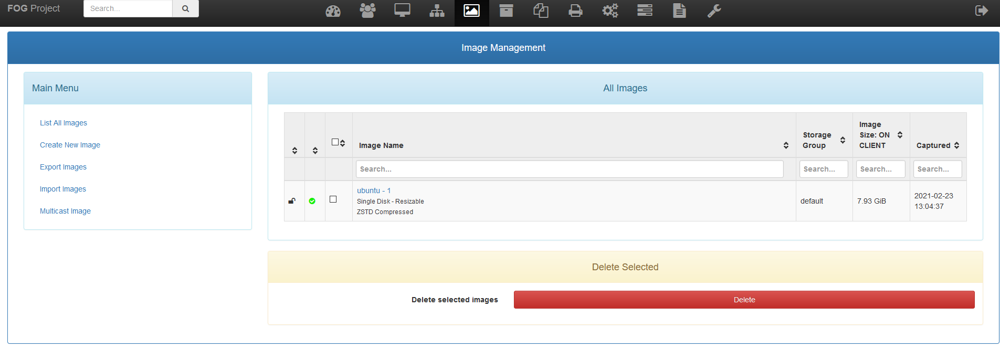 FOG Project
Search...
Image Management
Main Menu
List All Images
Create New Image
Export Images
Import Images
Multicast Image
All Images
Image Name
Storage
Group
Image
Size: ON
CLIENT
Captured
Search...
Search...
Search...
Search...
ubuntu - 1
Single Disk - Resizable
ZSTD Compressed
default
7.93 GiB
2021-02-23
13:04:37
Delete Selected
Delete selected images
Delete